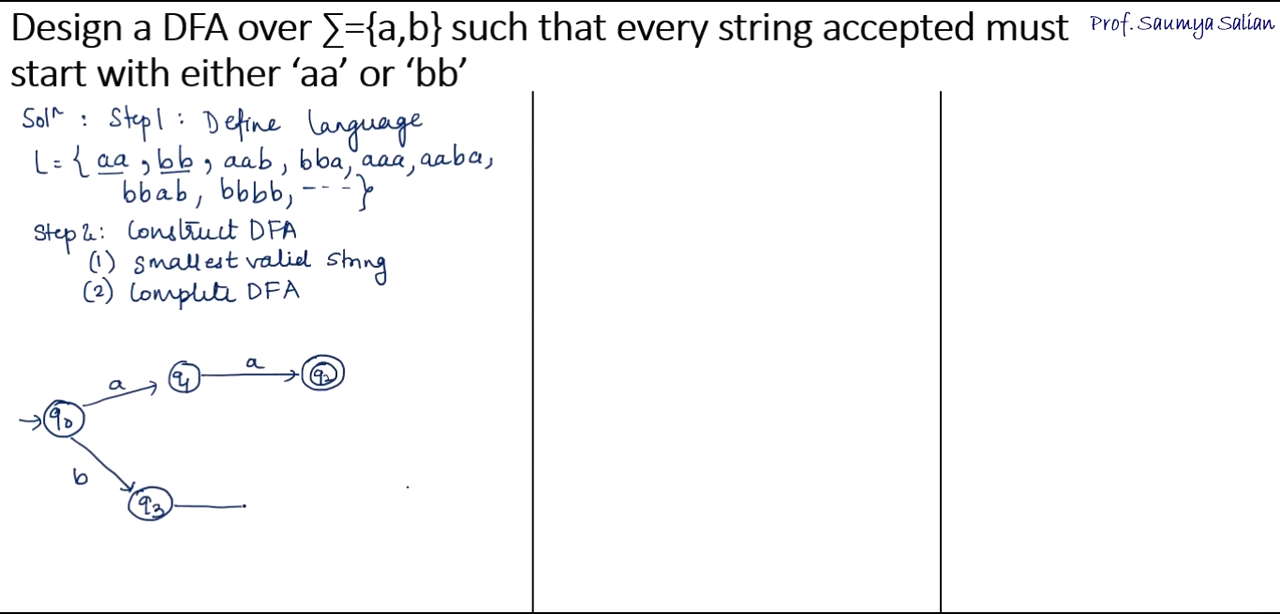 Design a DFA over ∑={a,b} such that every string accepted must
start with either ‘aa’ or ‘bb’
Prof. Saumya Salian
Solⁿ : Step1 : Define language
L = { aa , bb , aab , bba, aaa, aaba,
bbab, bbbb, ---- }
Step 2: Construct DFA
(1) smallest valid string
(2) Complete DFA
a
q1
a
q2
q0
b
q3